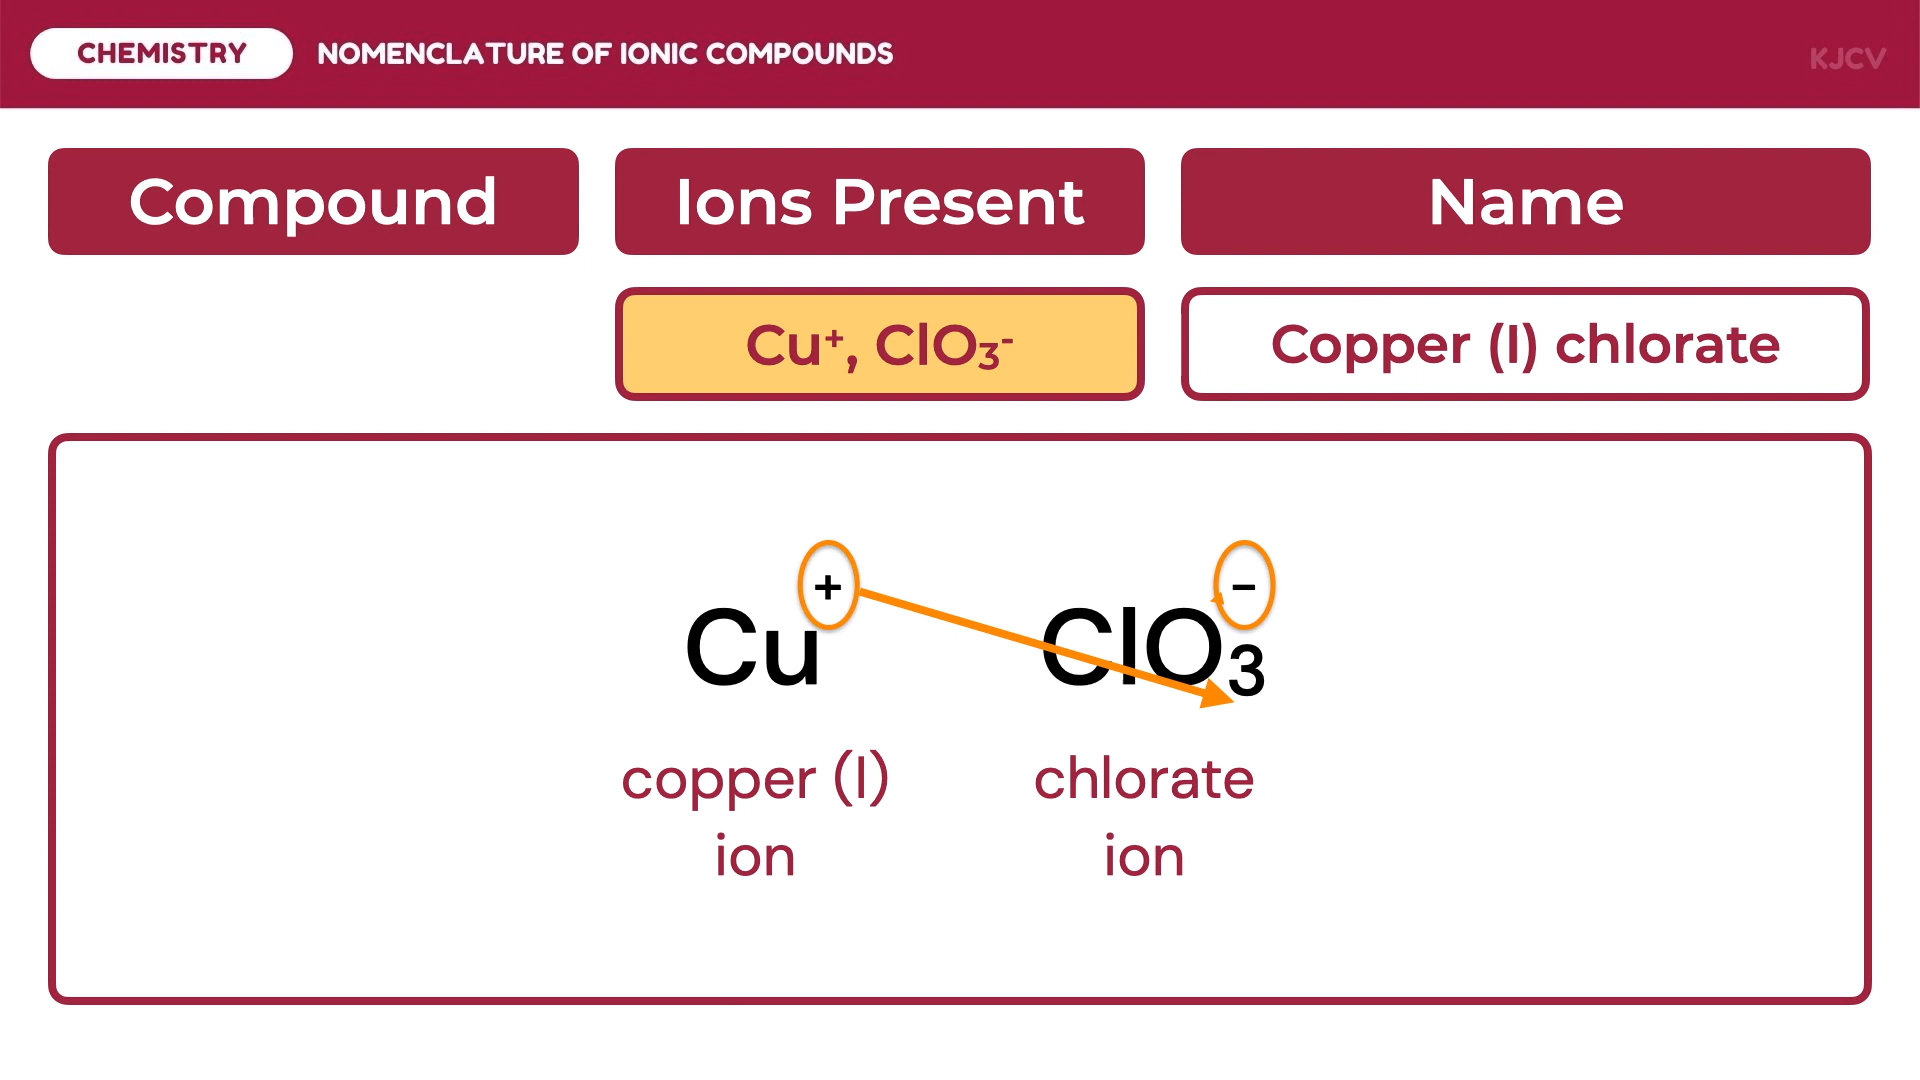 CHEMISTRY NOMENCLATURE OF IONIC COMPOUNDS KJCV
Compound Ions Present Name
Cu⁺, ClO₃⁻ Copper (I) chlorate
Cu⁺ ClO₃⁻
copper (I) chlorate
ion ion